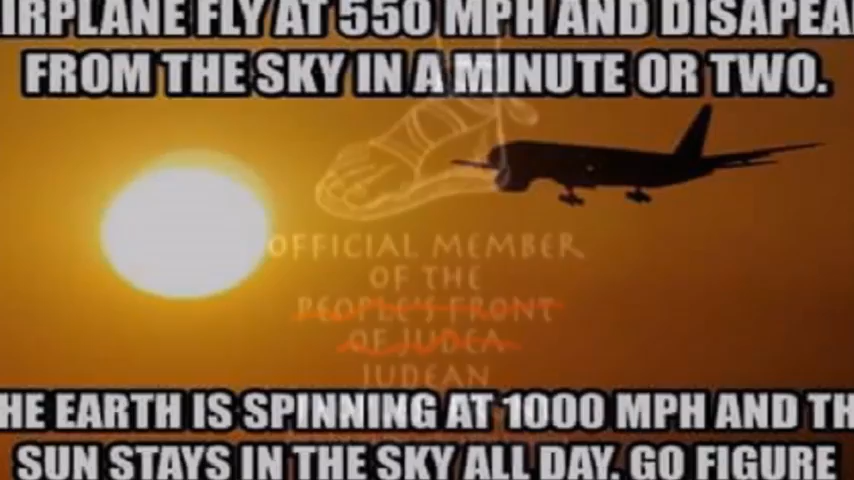 IRPLANE FLY AT 550 MPH AND DISAPEA
FROM THE SKY IN A MINUTE OR TWO.
OFFICIAL MEMBER
OF THE
PEOPLE'S FRONT
OF JUDEA
JUDEAN
HE EARTH IS SPINNING AT 1000 MPH AND TH
SUN STAYS IN THE SKY ALL DAY. GO FIGURE